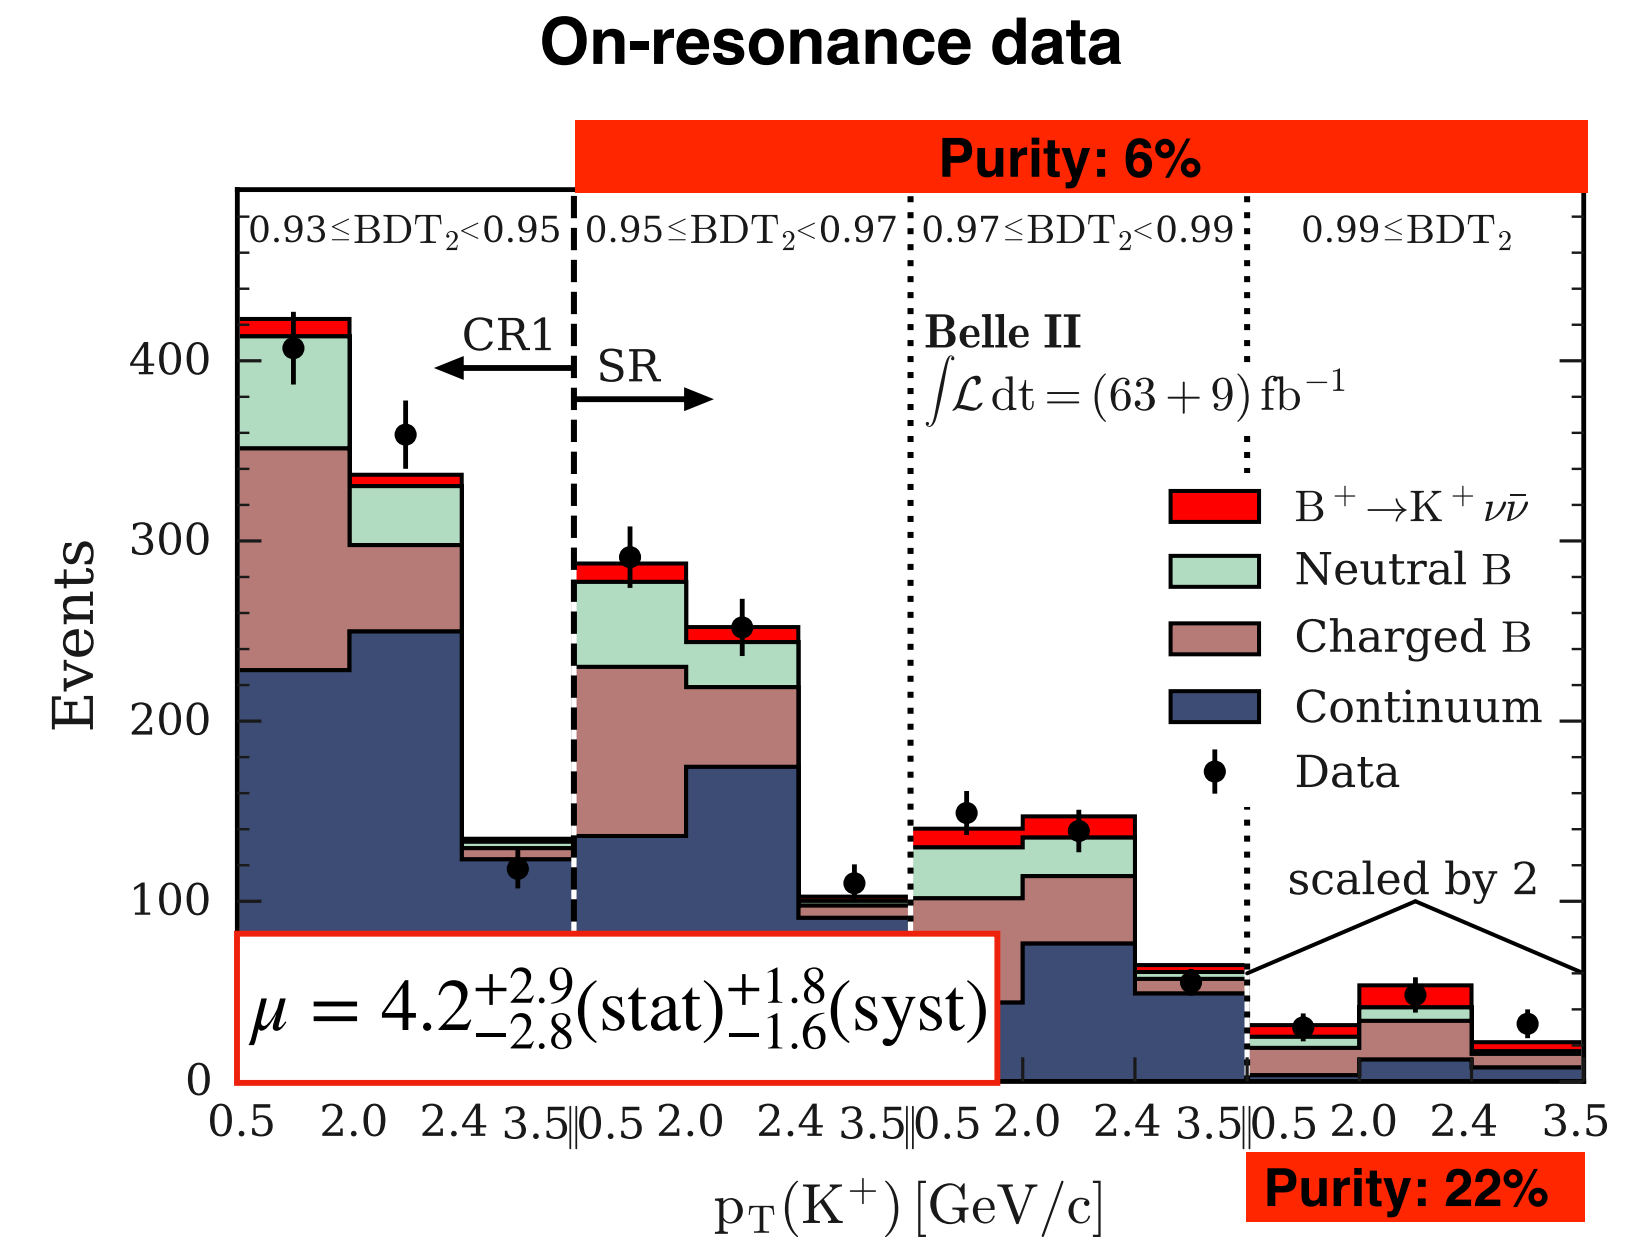 On-resonance data
Purity: 6%
0.93≤BDT₂<0.95
0.95≤BDT₂<0.97
0.97≤BDT₂<0.99
0.99≤BDT₂
CR1
SR
Belle II
∫ℒ dt = (63 + 9) fb⁻¹
B⁺→K⁺νν̄
Neutral B
Charged B
Continuum
Data
scaled by 2
Events
400
300
200
100
0
μ = 4.2⁺²·⁹₋₂.₈(stat)⁺¹·⁸₋₁.₆(syst)
0.5 2.0 2.4 3.5||0.5 2.0 2.4 3.5||0.5 2.0 2.4 3.5||0.5 2.0 2.4 3.5
p_T(K⁺) [GeV/c]
Purity: 22%